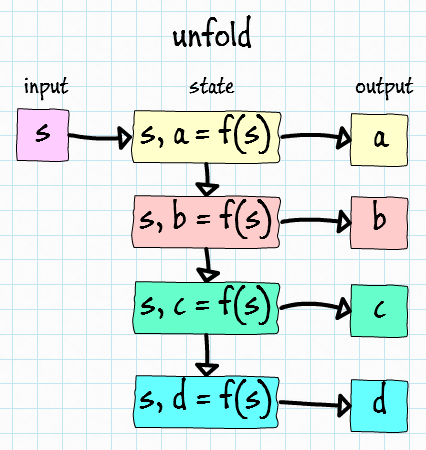 unfold
input state output
s s, a = f(s) a
s, b = f(s) b
s, c = f(s) c
s, d = f(s) d